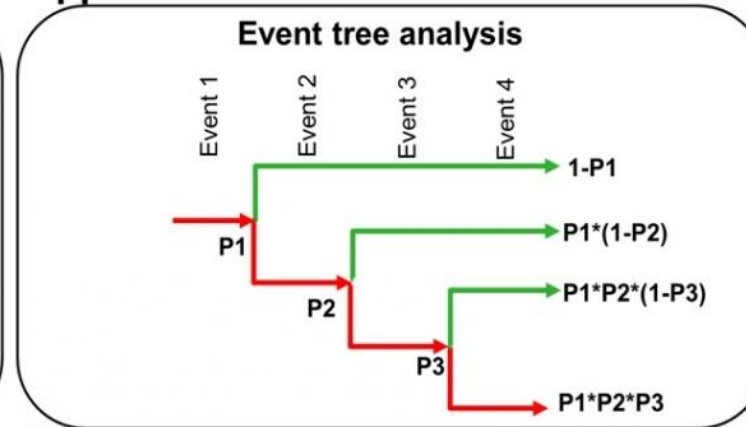 Event tree analysis
Event 1
Event 2
Event 3
Event 4
1-P1
P1
P1*(1-P2)
P2
P1*P2*(1-P3)
P3
P1*P2*P3